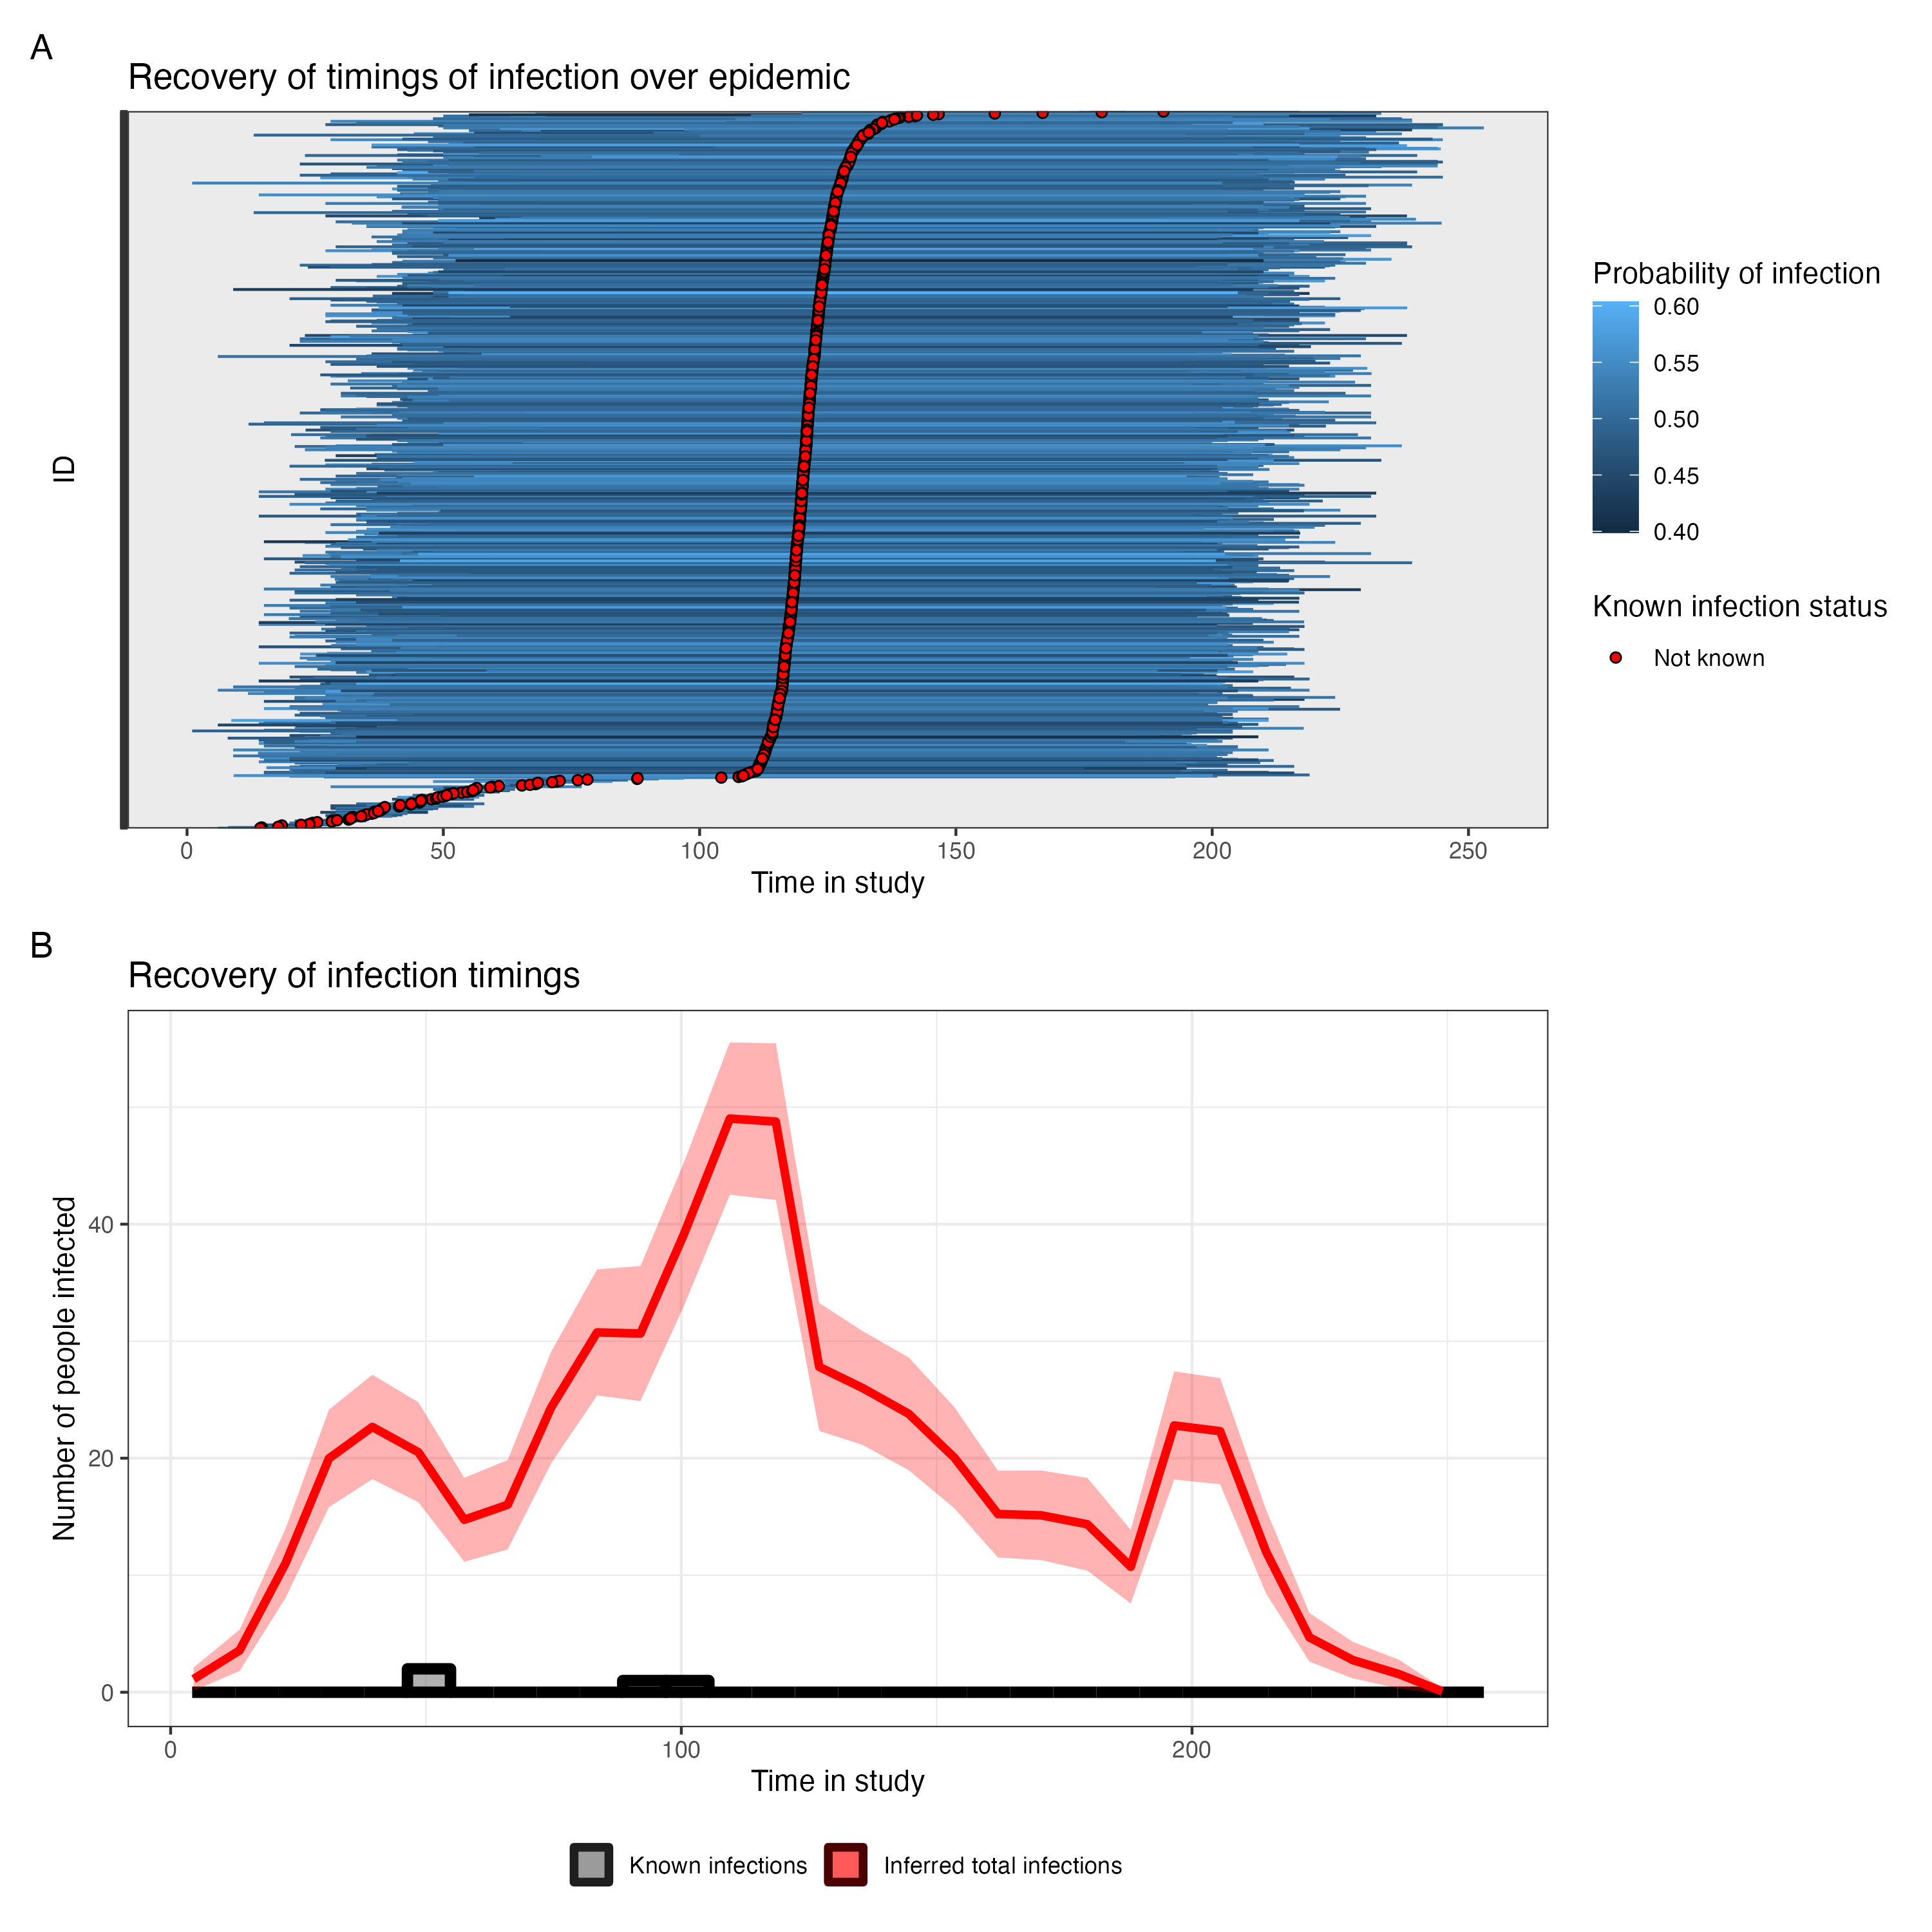 A
Recovery of timings of infection over epidemic
ID
0 50 100 150 200 250
Time in study
Probability of infection
0.60
0.55
0.50
0.45
0.40
Known infection status
Not known
B
Recovery of infection timings
Number of people infected
40
20
0
0 100 200
Time in study
Known infections Inferred total infections